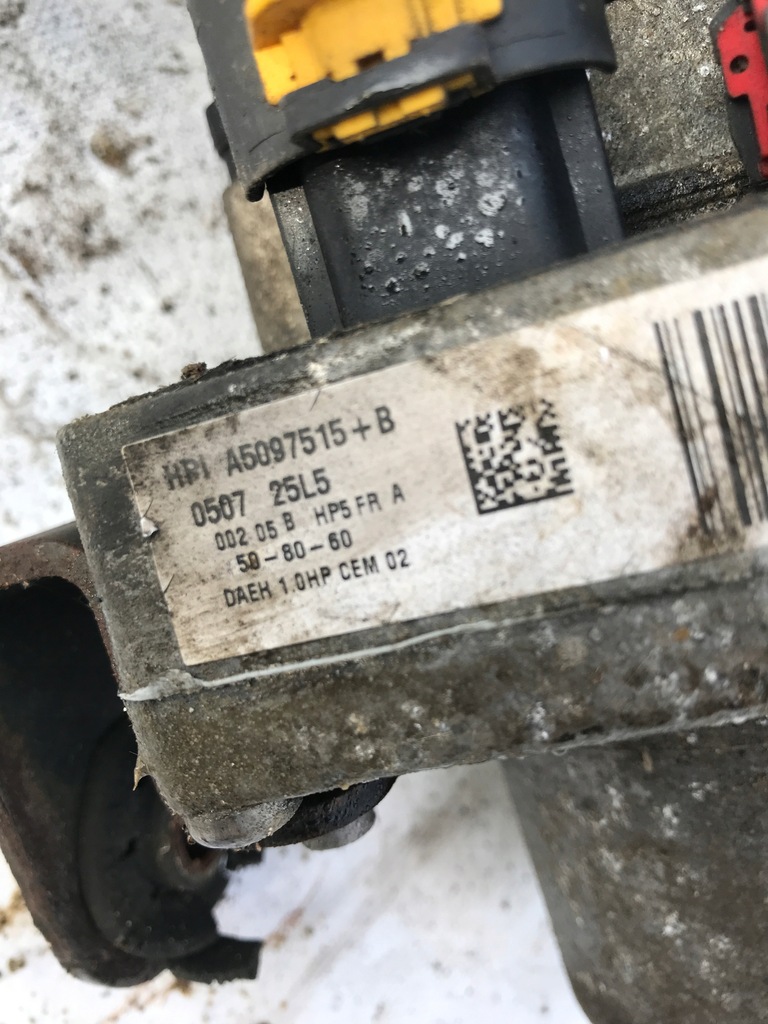 HPI A5097515+B
0507 25L5
002 05 B HP5 FR A
50-80-60
DAEH 1.0HP CEM 02